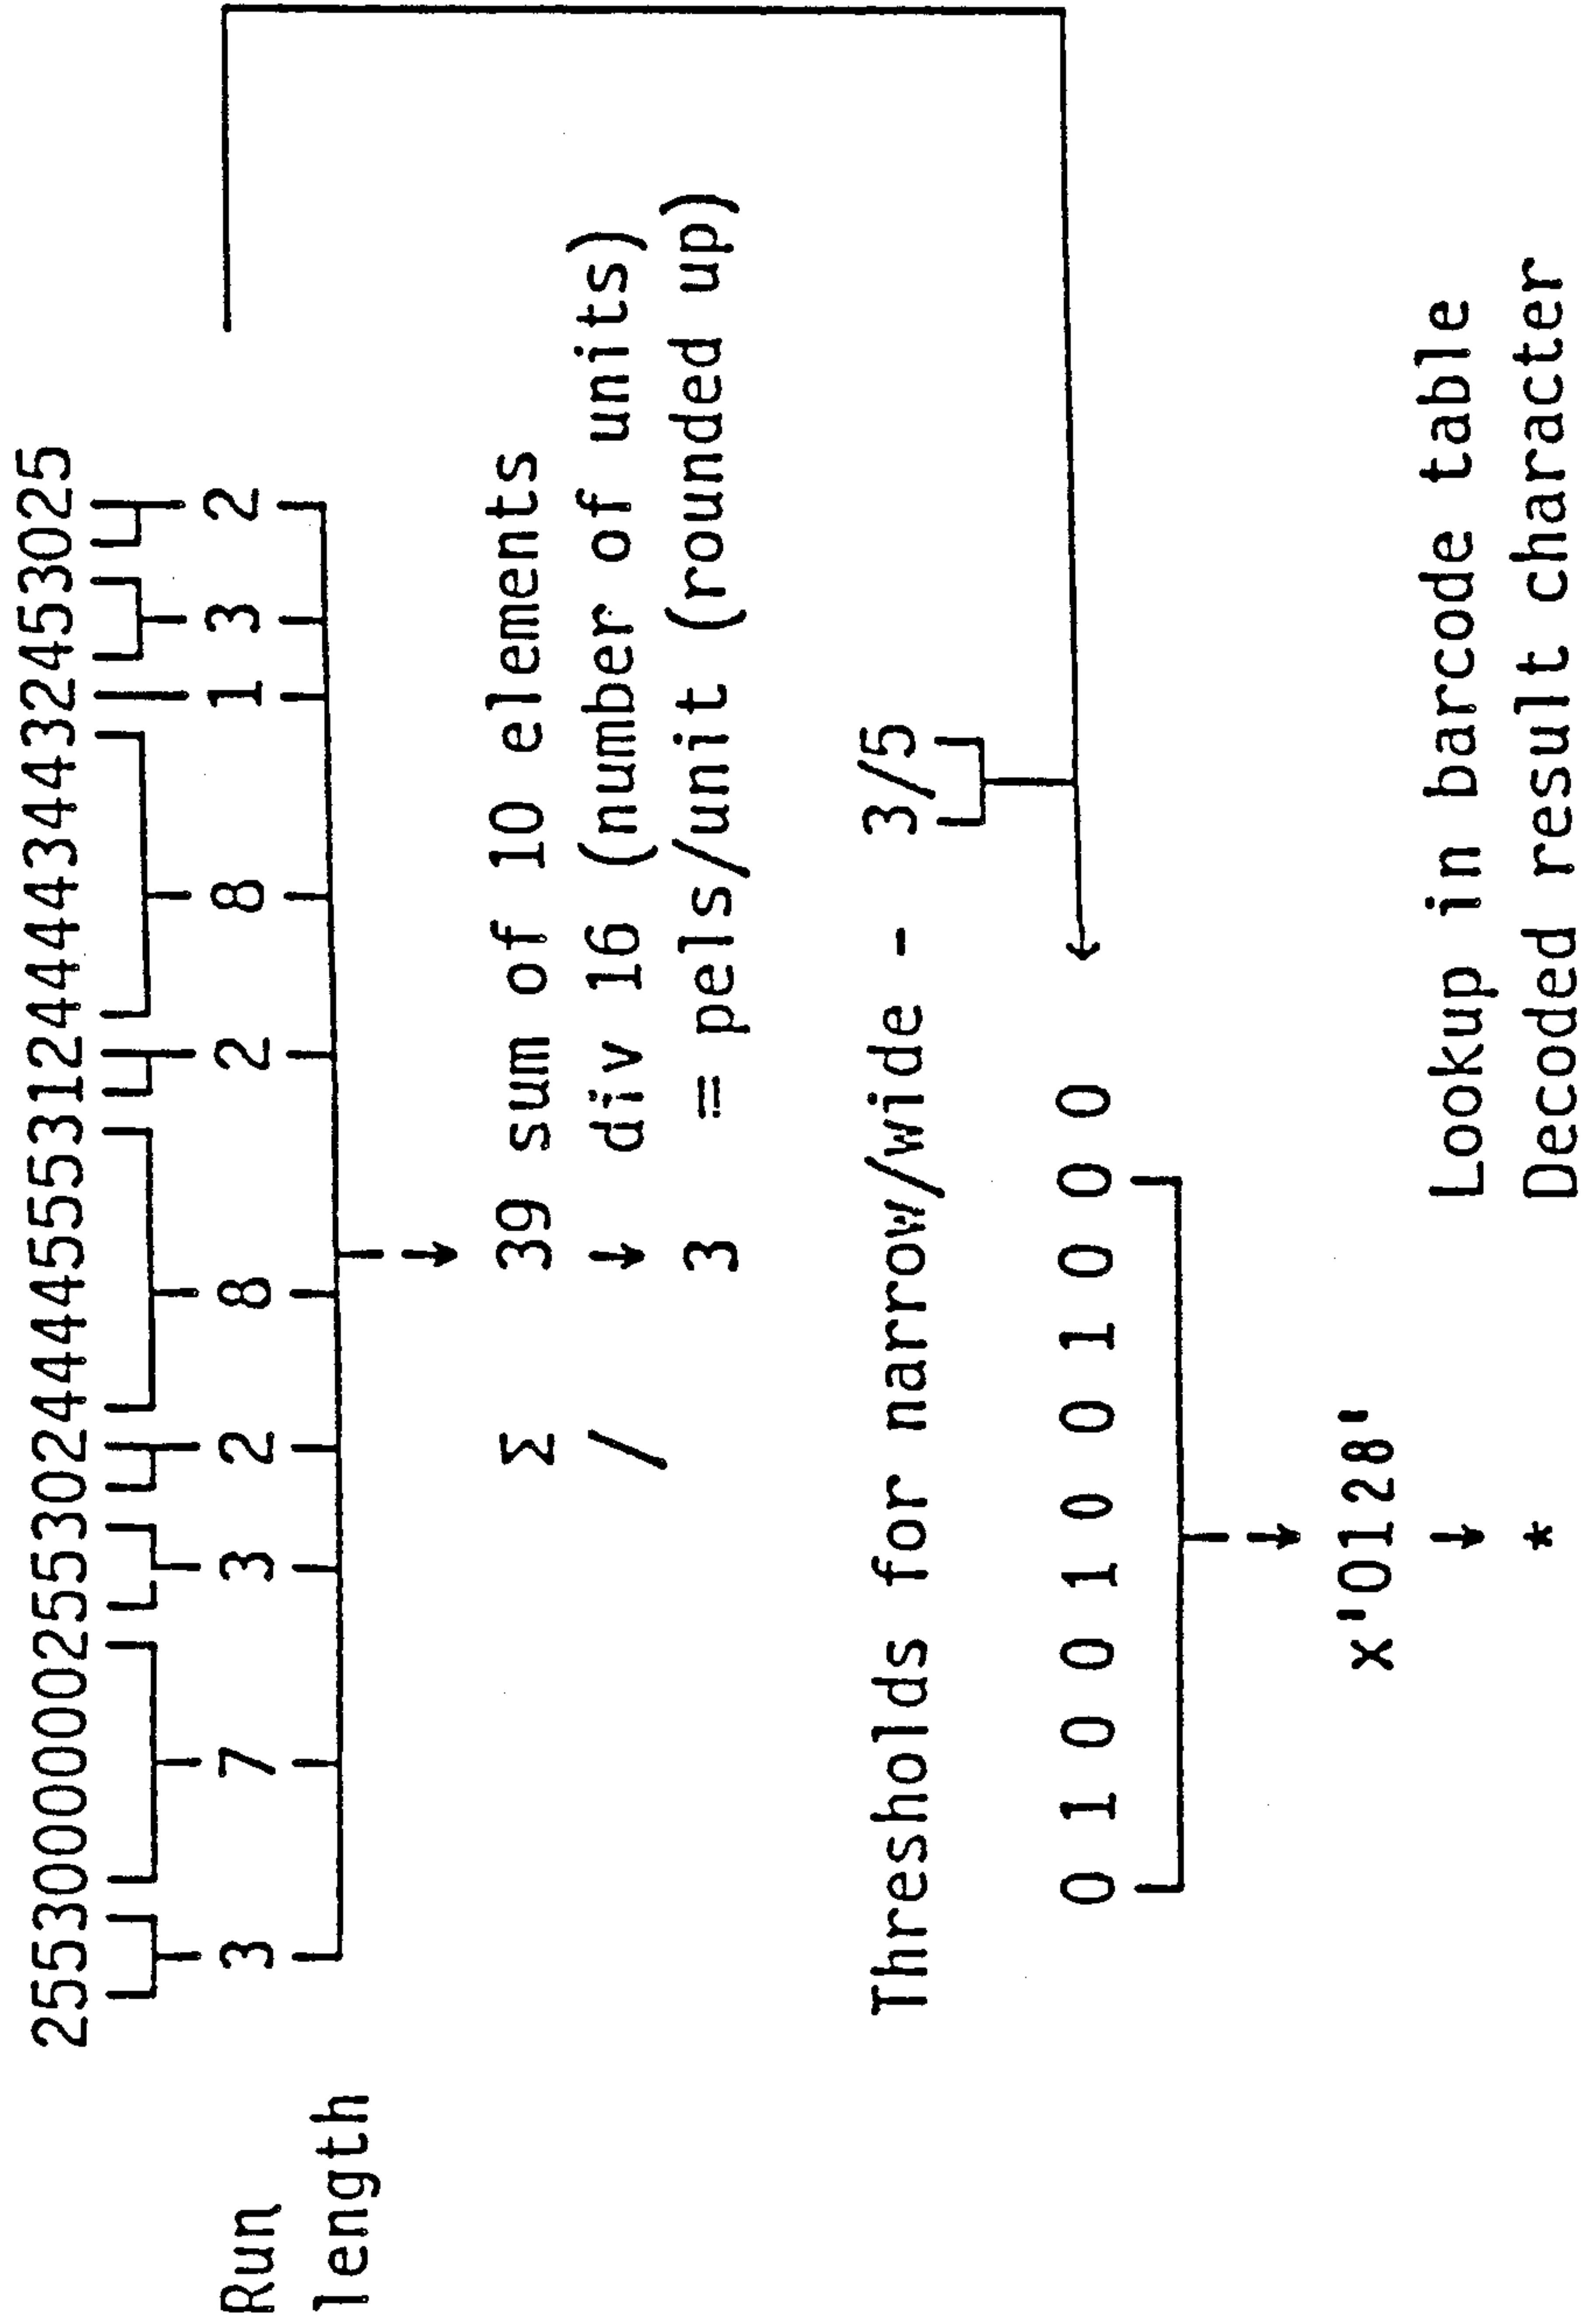 25530000002553024444555312444434432453025
Run length 3 7 3 2 8 2 8 1 3 2
Σ 39 sum of 10 elements
/ ↓ div 16 (number of units)
3 = pels/unit (rounded up)
Thresholds for narrow/wide - 3/5
0 1 0 0 1 0 0 1 0 0 0
x'0128'
↓ Lookup in barcode table
* Decoded result character